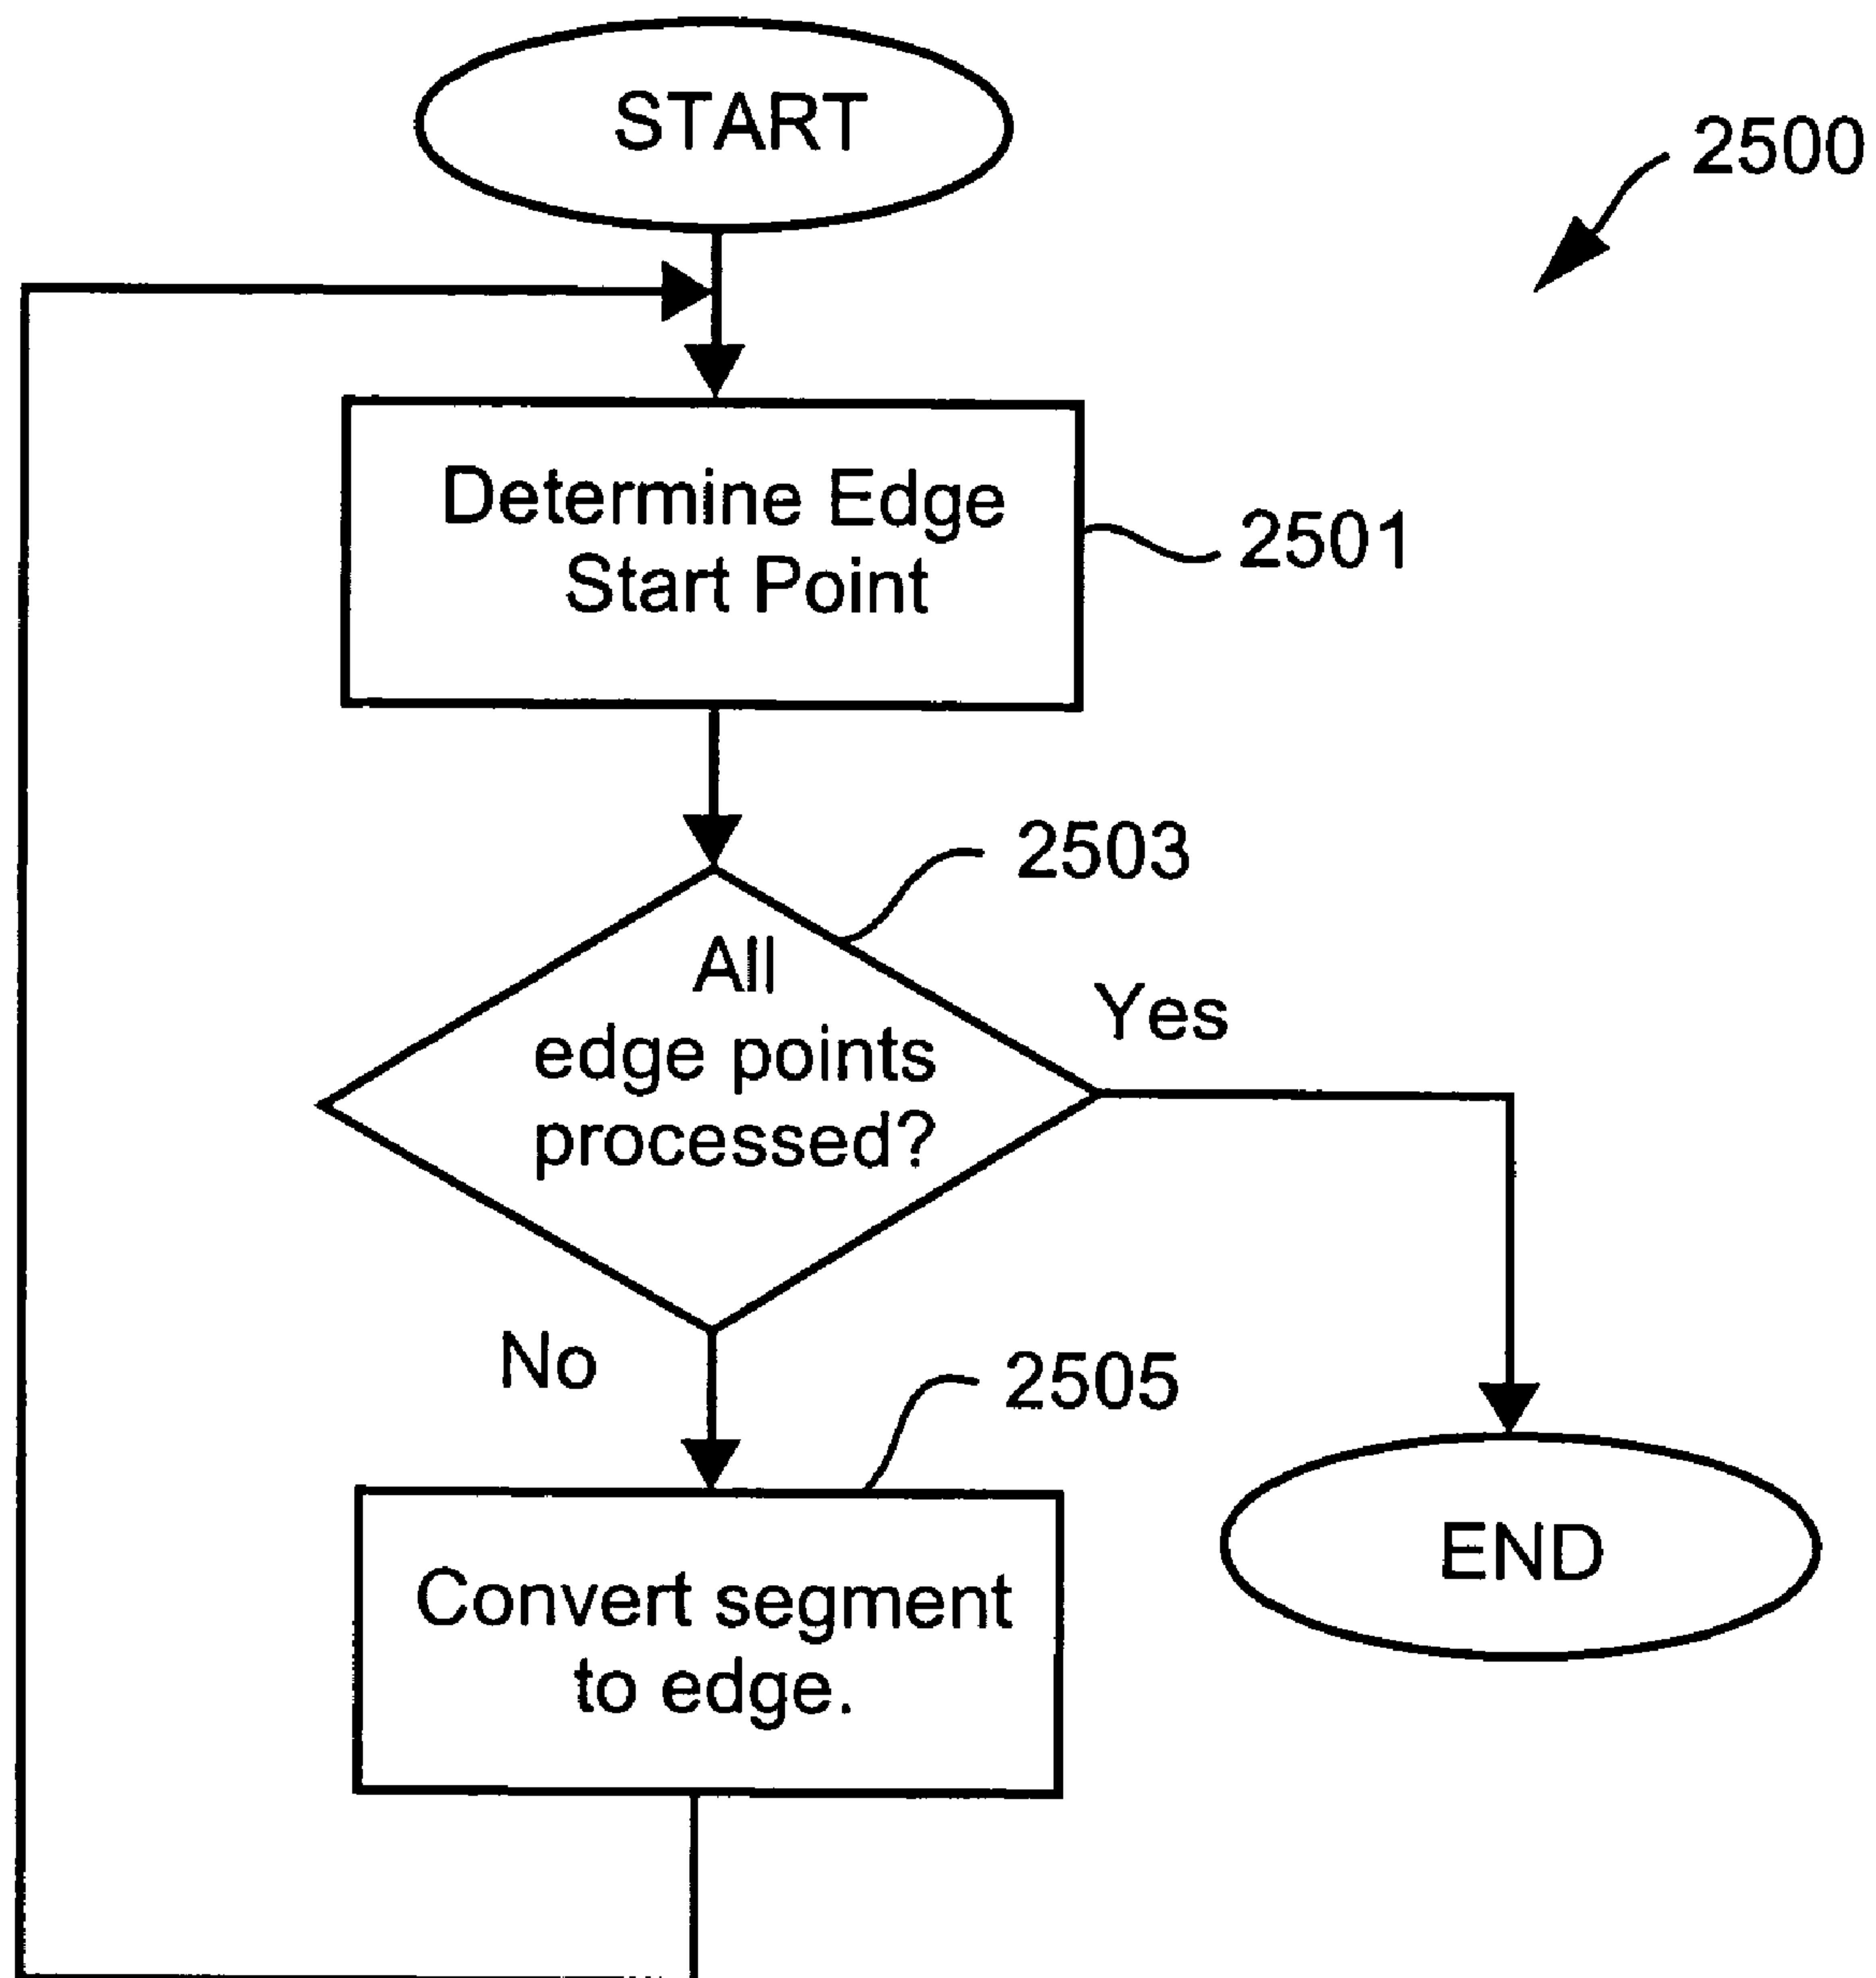 START
2500
Determine Edge
Start Point
2501
2503
All
edge points
processed?
Yes
No
2505
Convert segment
to edge.
END